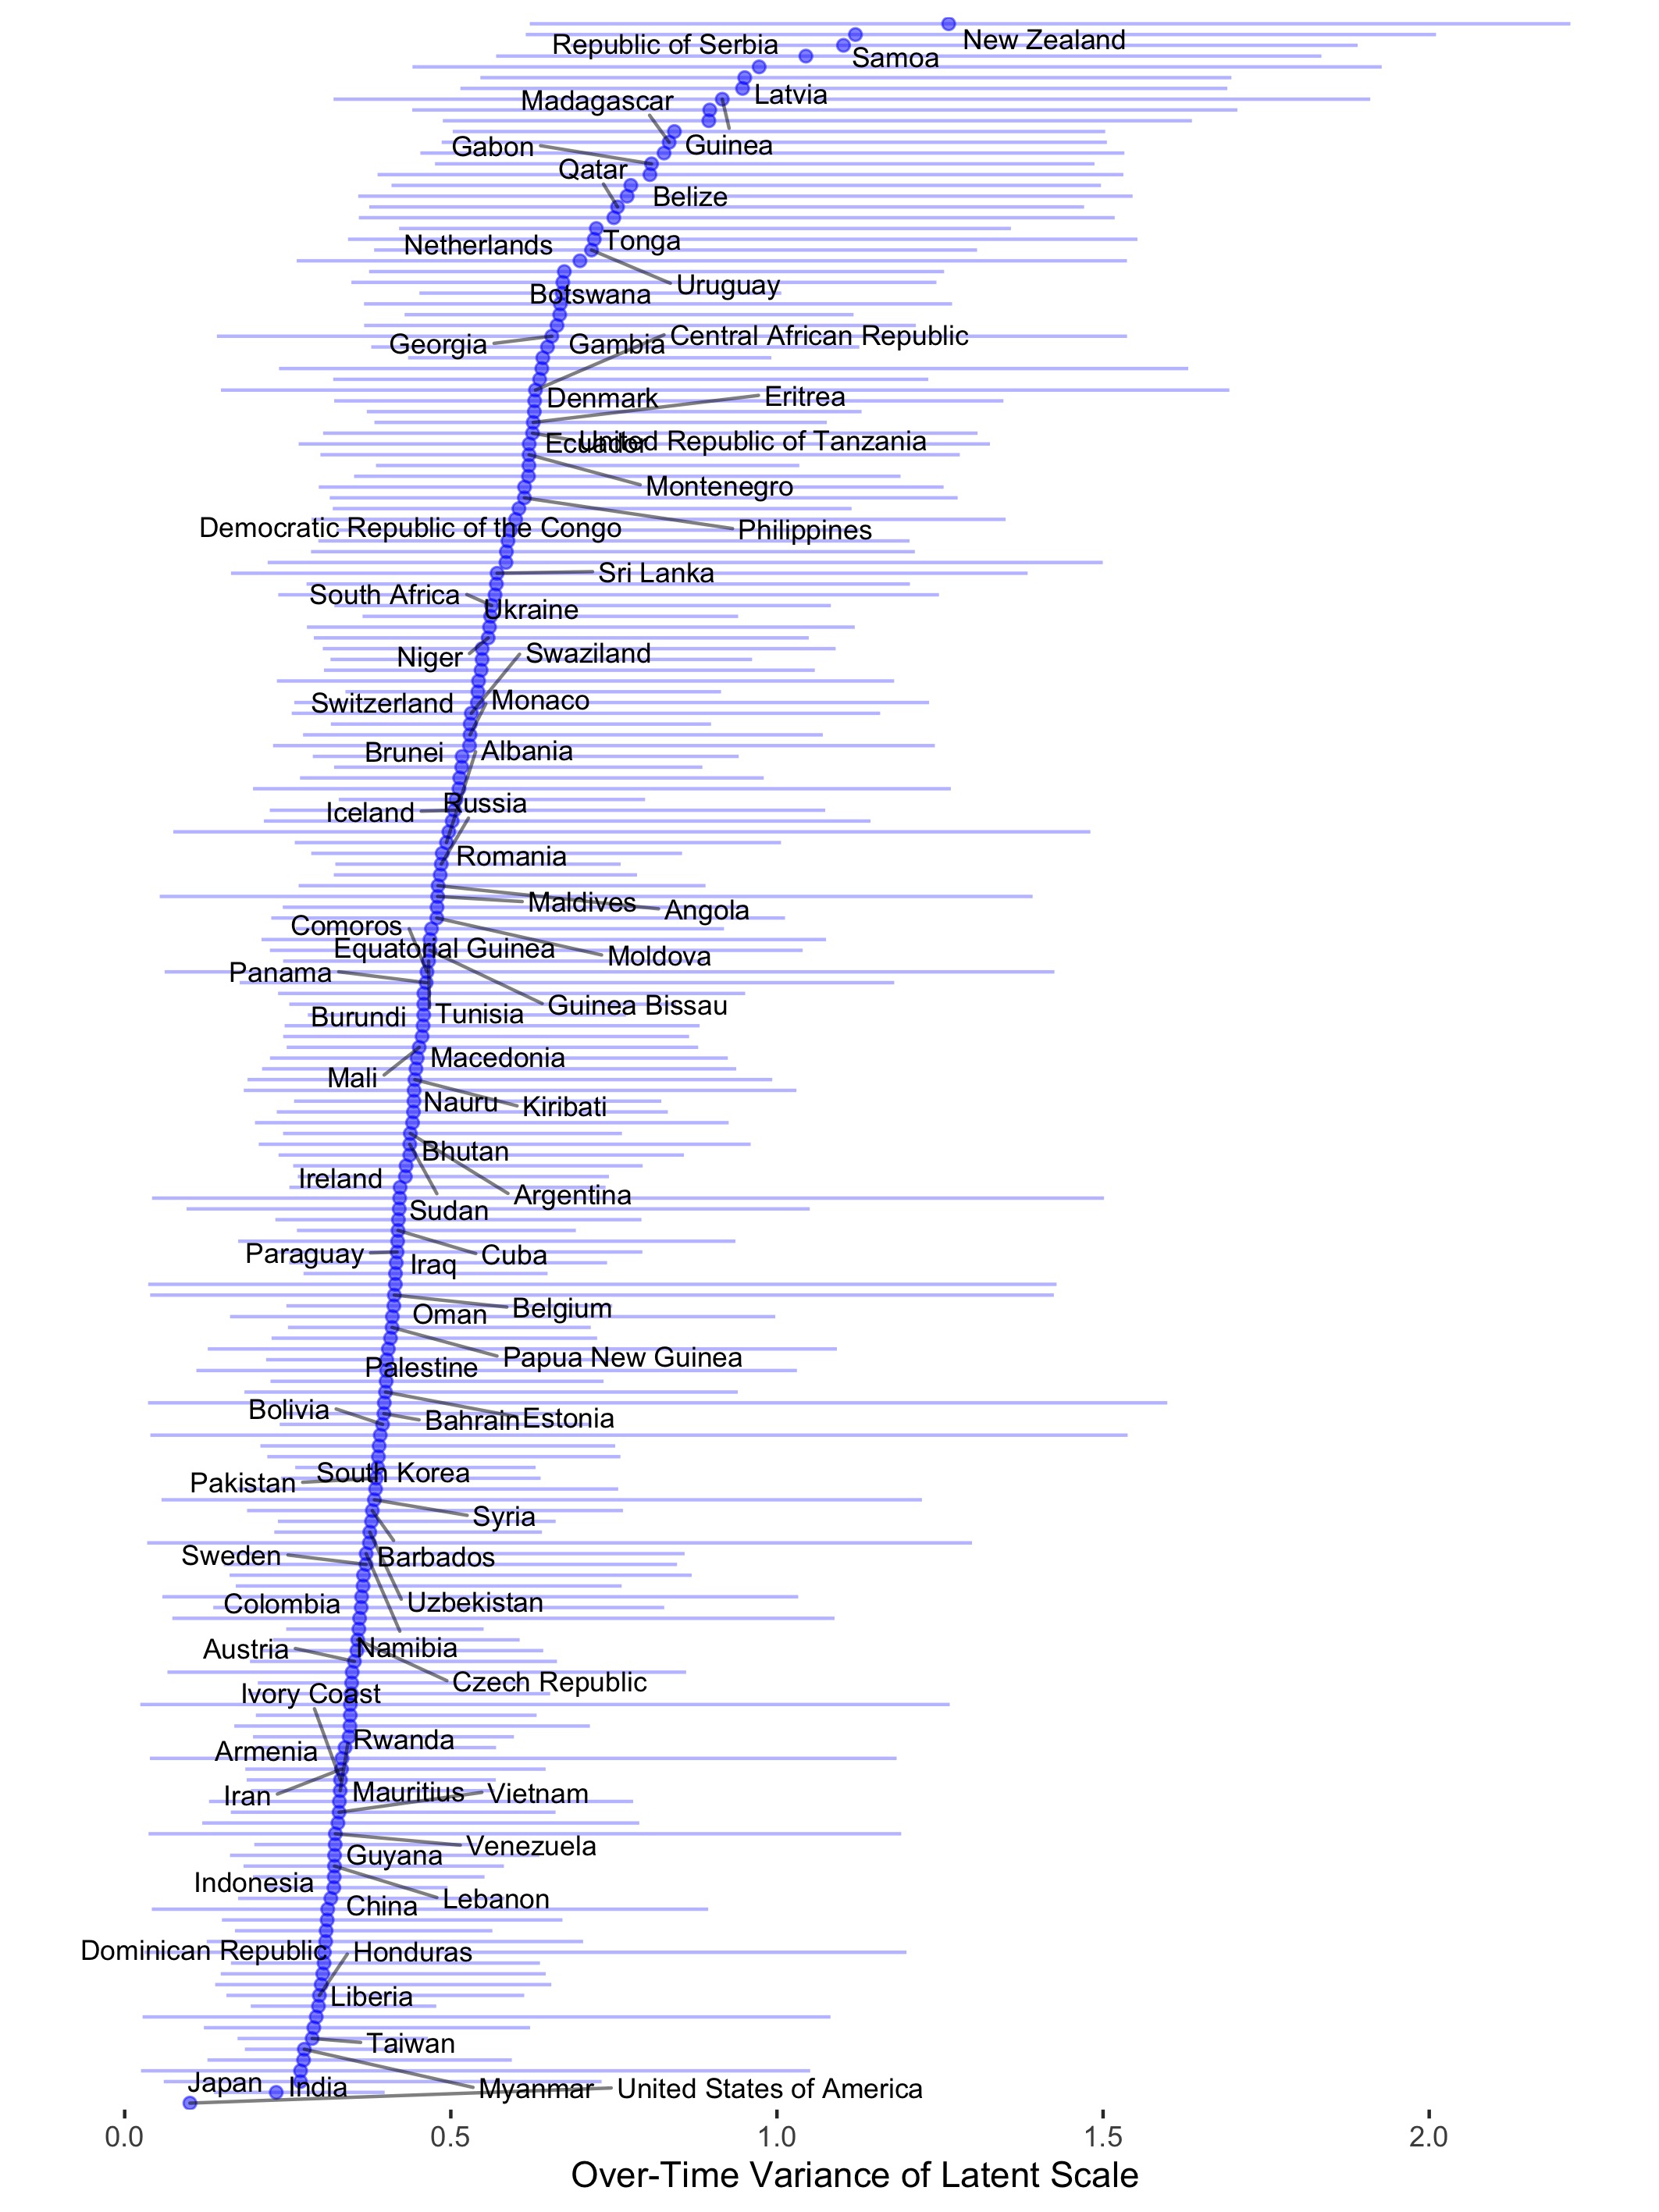 New Zealand
Republic of Serbia
Samoa
Latvia
Madagascar
Guinea
Gabon
Qatar
Belize
Tonga
Netherlands
Uruguay
Botswana
Central African Republic
Georgia
Gambia
Eritrea
Denmark
United Republic of Tanzania
Ecuador
Montenegro
Democratic Republic of the Congo
Philippines
Sri Lanka
South Africa
Ukraine
Swaziland
Niger
Monaco
Switzerland
Albania
Brunei
Russia
Iceland
Romania
Maldives
Angola
Comoros
Equatorial Guinea
Moldova
Panama
Guinea Bissau
Tunisia
Burundi
Macedonia
Mali
Nauru
Kiribati
Bhutan
Ireland
Argentina
Sudan
Paraguay
Cuba
Iraq
Belgium
Oman
Papua New Guinea
Palestine
Bolivia
Bahrain
Estonia
South Korea
Pakistan
Syria
Sweden
Barbados
Uzbekistan
Colombia
Namibia
Austria
Czech Republic
Ivory Coast
Rwanda
Armenia
Mauritius
Vietnam
Iran
Venezuela
Guyana
Indonesia
Lebanon
China
Dominican Republic
Honduras
Liberia
Taiwan
Japan
India
Myanmar
United States of America
0.0 0.5 1.0 1.5 2.0
Over-Time Variance of Latent Scale